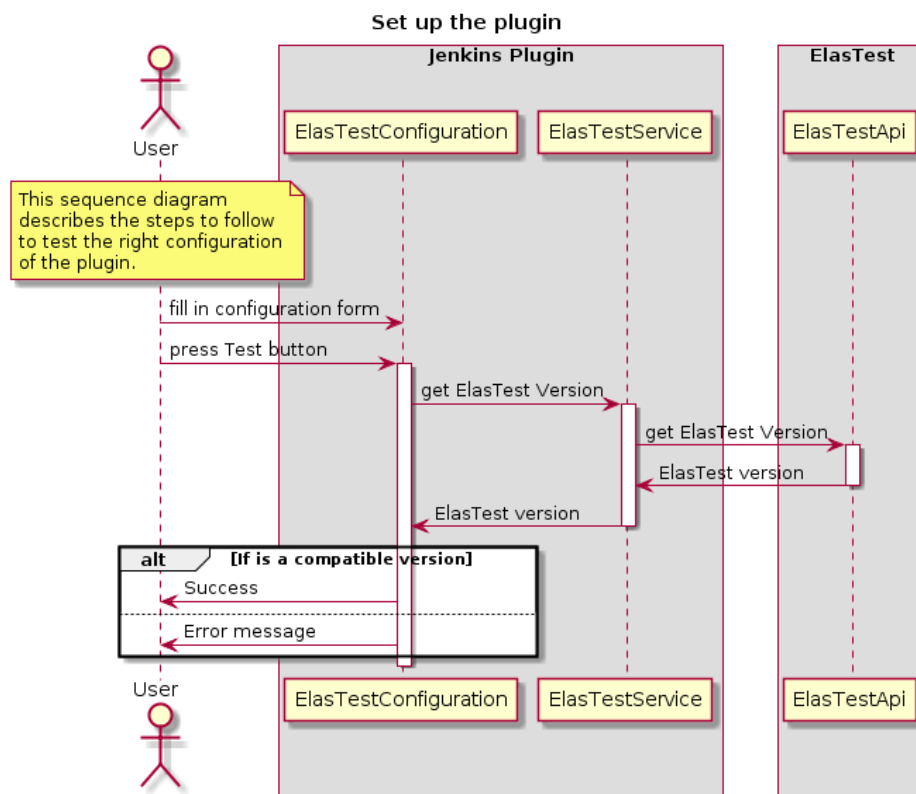 Set up the plugin
Jenkins Plugin
ElasTest
User
ElasTestConfiguration
ElasTestService
ElasTestApi
This sequence diagram
describes the steps to follow
to test the right configuration
of the plugin.
fill in configuration form
press Test button
get ElasTest Version
get ElasTest Version
ElasTest version
ElasTest version
alt
[If is a compatible version]
Success
Error message
User
ElasTestConfiguration
ElasTestService
ElasTestApi